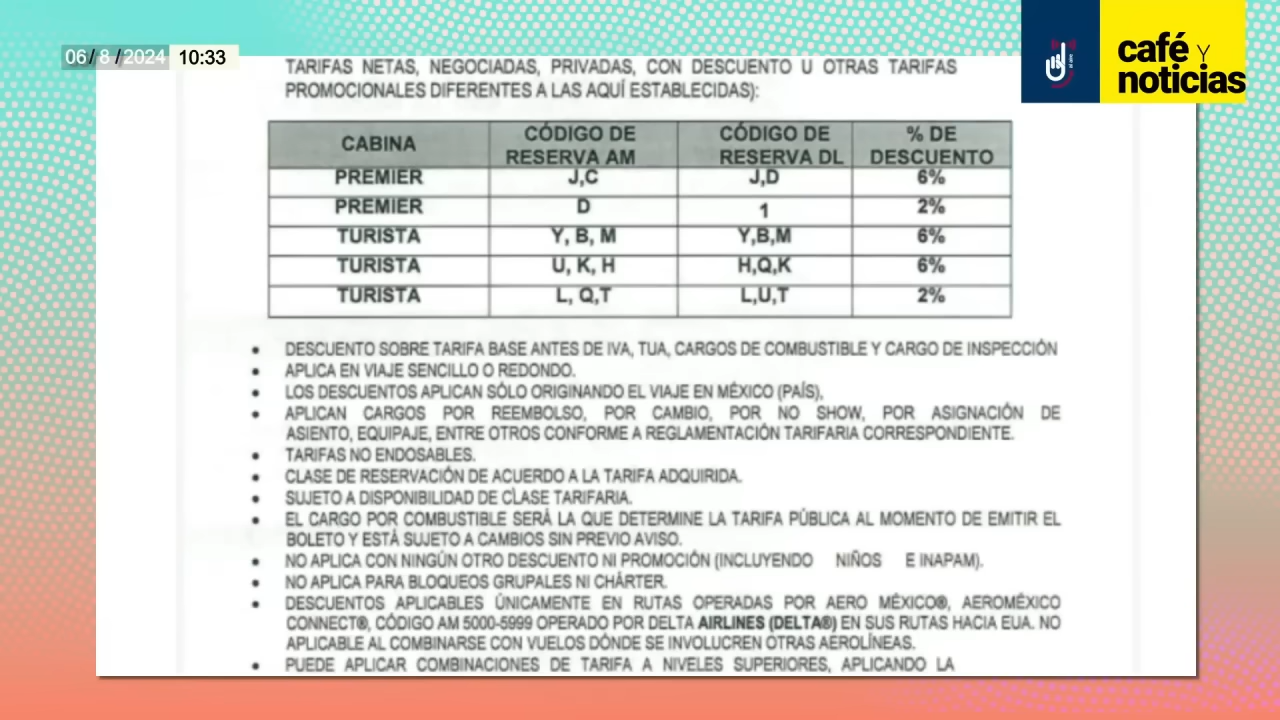 06/ 8 /2024 10:33
café Y
noticias
TARIFAS NETAS, NEGOCIADAS, PRIVADAS, CON DESCUENTO U OTRAS TARIFAS
PROMOCIONALES DIFERENTES A LAS AQUÍ ESTABLECIDAS):
CABINA CÓDIGO DE RESERVA AM CÓDIGO DE RESERVA DL % DE DESCUENTO
PREMIER J,C J,D 6%
PREMIER D 1 2%
TURISTA Y, B, M Y,B,M 6%
TURISTA U, K, H H,Q,K 6%
TURISTA L, Q,T L,U,T 2%
• DESCUENTO SOBRE TARIFA BASE ANTES DE IVA, TUA, CARGOS DE COMBUSTIBLE Y CARGO DE INSPECCIÓN
• APLICA EN VIAJE SENCILLO O REDONDO.
• LOS DESCUENTOS APLICAN SÓLO ORIGINANDO EL VIAJE EN MÉXICO (PAÍS),
• APLICAN CARGOS POR REEMBOLSO, POR CAMBIO, POR NO SHOW, POR ASIGNACIÓN DE
ASIENTO, EQUIPAJE, ENTRE OTROS CONFORME A REGLAMENTACIÓN TARIFARIA CORRESPONDIENTE.
• TARIFAS NO ENDOSABLES.
• CLASE DE RESERVACIÓN DE ACUERDO A LA TARIFA ADQUIRIDA.
• SUJETO A DISPONIBILIDAD DE CLASE TARIFARIA.
• EL CARGO POR COMBUSTIBLE SERÁ LA QUE DETERMINE LA TARIFA PÚBLICA AL MOMENTO DE EMITIR EL
BOLETO Y ESTÁ SUJETO A CAMBIOS SIN PREVIO AVISO.
• NO APLICA CON NINGÚN OTRO DESCUENTO NI PROMOCIÓN (INCLUYENDO NIÑOS E INAPAM).
• NO APLICA PARA BLOQUEOS GRUPALES NI CHÁRTER.
• DESCUENTOS APLICABLES ÚNICAMENTE EN RUTAS OPERADAS POR AERO MÉXICO®, AEROMÉXICO
CONNECT®, CÓDIGO AM 5000-5999 OPERADO POR DELTA AIRLINES (DELTA®) EN SUS RUTAS HACIA EUA. NO
APLICABLE AL COMBINARSE CON VUELOS DÓNDE SE INVOLUCREN OTRAS AEROLÍNEAS.
• PUEDE APLICAR COMBINACIONES DE TARIFA A NIVELES SUPERIORES, APLICANDO LA